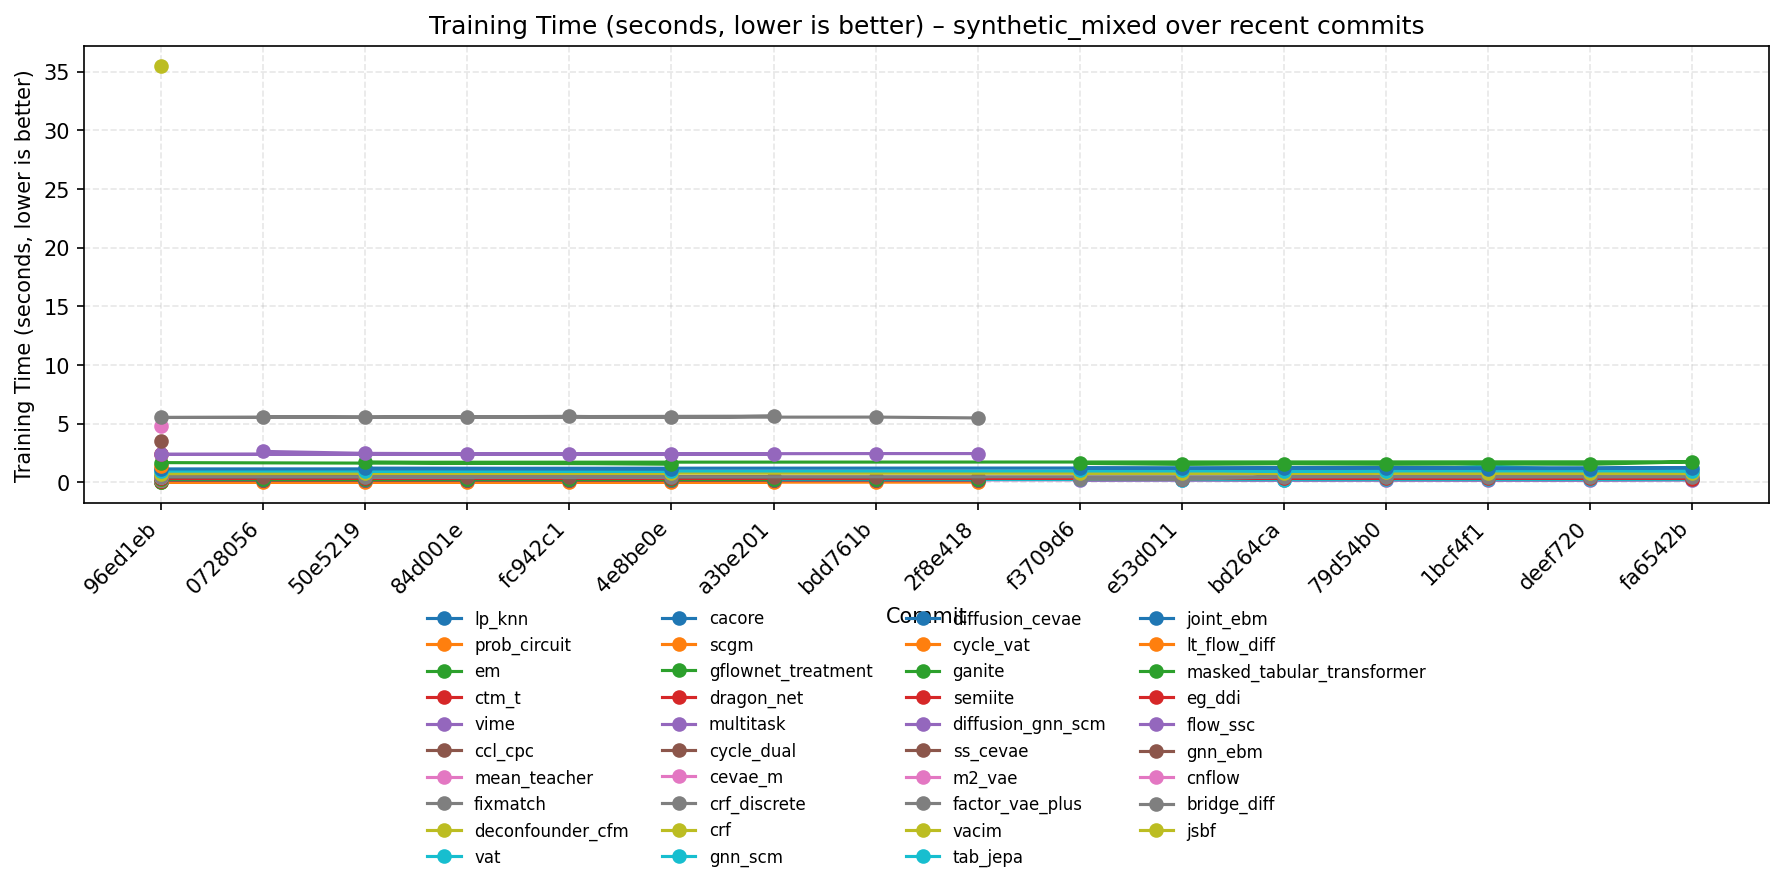 Training Time (seconds, lower is better) – synthetic_mixed over recent commits
Training Time (seconds, lower is better)
35
30
25
20
15
10
5
0
96ed1eb
0728056
50e5219
84d001e
fc942c1
4e8be0e
a3be201
bdd761b
2f8e418
f3709d6
e53d011
bd264ca
79d54b0
1bcf4f1
deef720
fa6542b
Commit
lp_knn
prob_circuit
em
ctm_t
vime
ccl_cpc
mean_teacher
fixmatch
deconfounder_cfm
vat
cacore
scgm
gflownet_treatment
dragon_net
multitask
cycle_dual
cevae_m
crf_discrete
crf
gnn_scm
diffusion_cevae
cycle_vat
ganite
semiite
diffusion_gnn_scm
ss_cevae
m2_vae
factor_vae_plus
vacim
tab_jepa
joint_ebm
lt_flow_diff
masked_tabular_transformer
eg_ddi
flow_ssc
gnn_ebm
cnflow
bridge_diff
jsbf